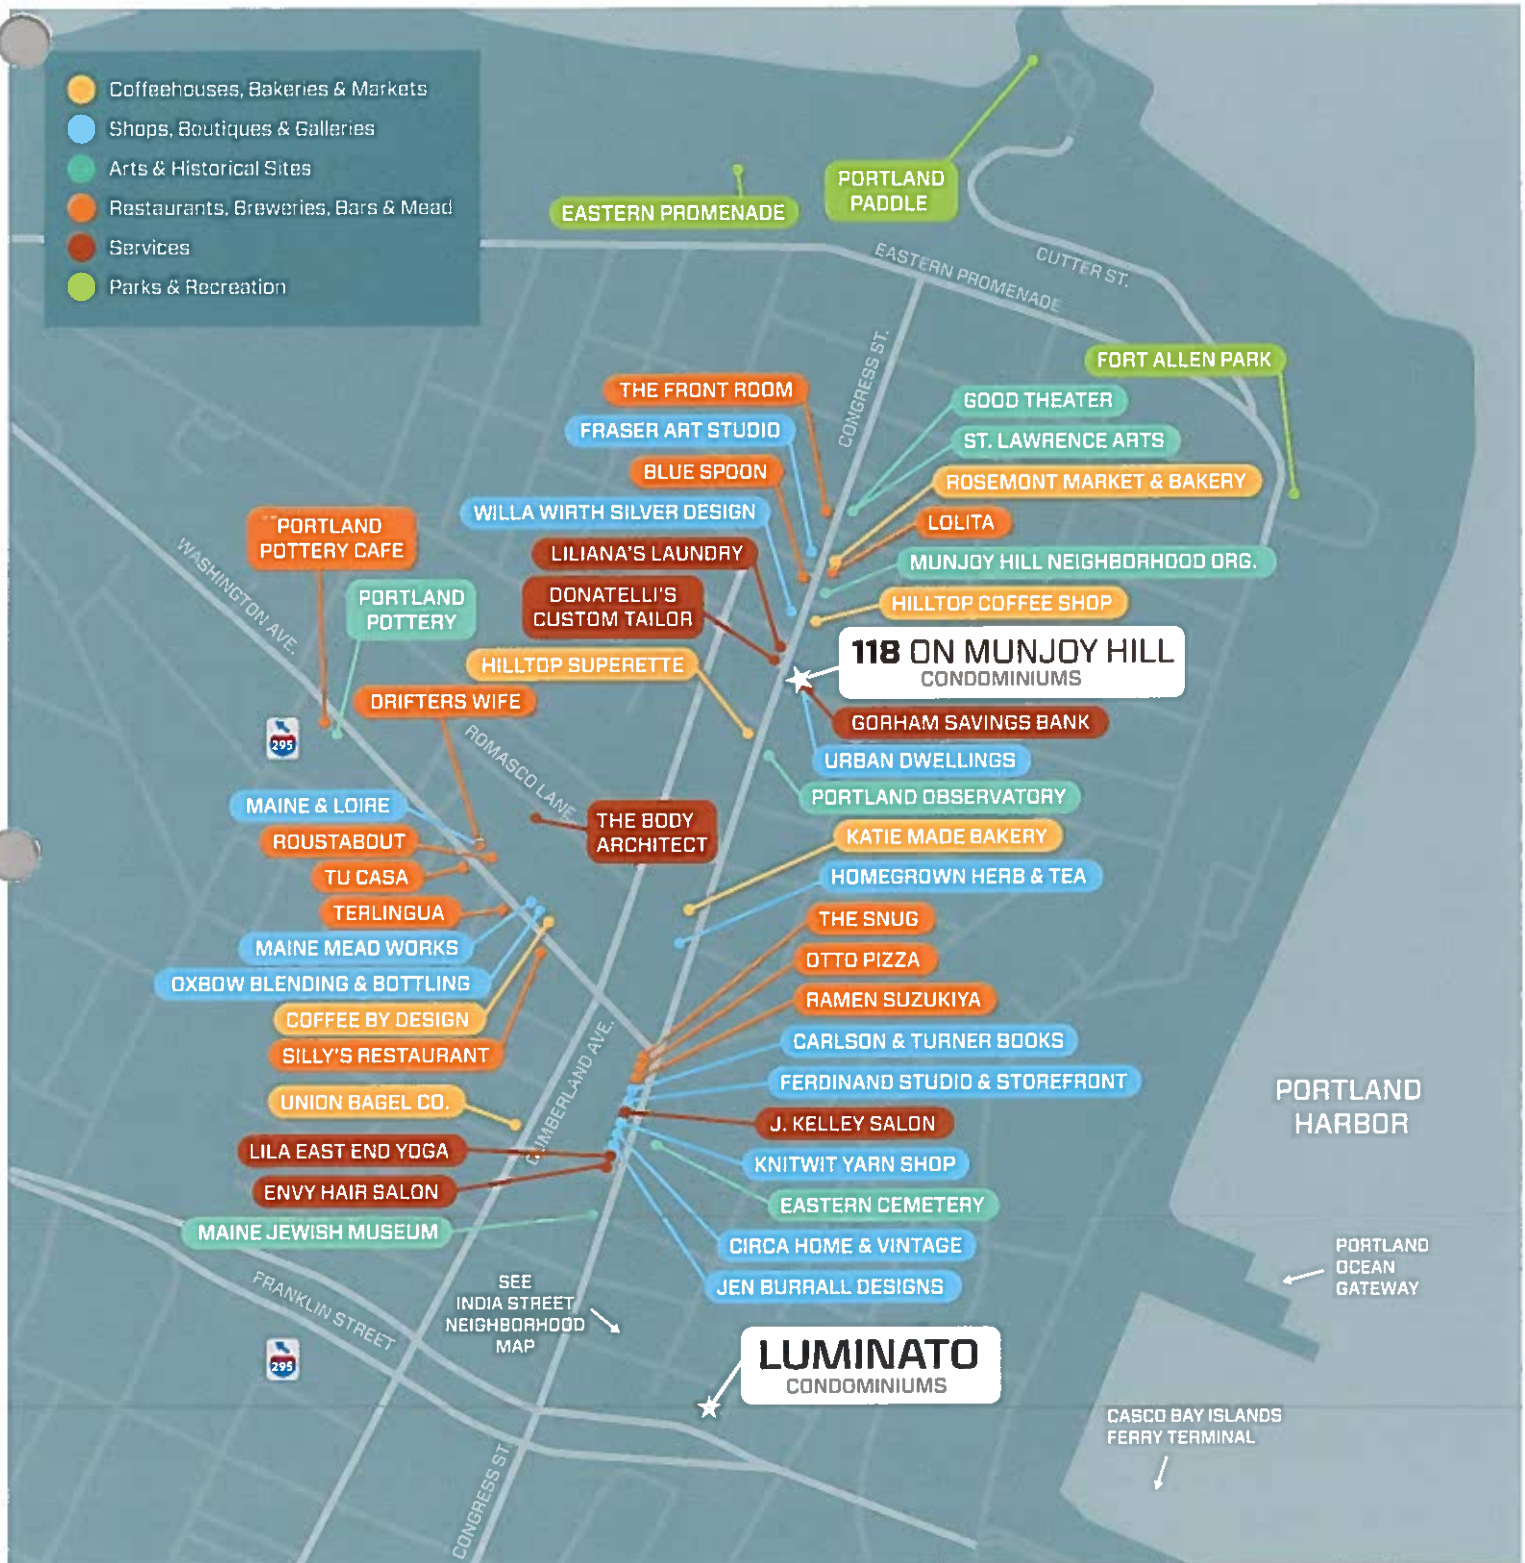 Coffeehouses, Bakeries & Markets
Shops, Boutiques & Galleries
Arts & Historical Sites
Restaurants, Breweries, Bars & Mead
Services
Parks & Recreation
PORTLAND
PADDLE
EASTERN PROMENADE
EASTERN PROMENADE
CUTTER ST.
CONGRESS ST.
FORT ALLEN PARK
THE FRONT ROOM
GOOD THEATER
FRASER ART STUDIO
ST. LAWRENCE ARTS
BLUE SPOON
ROSEMONT MARKET & BAKERY
WILLA WIRTH SILVER DESIGN
LOLITA
PORTLAND
POTTERY CAFE
LILIANA'S LAUNDRY
MUNJOY HILL NEIGHBORHOOD ORG.
WASHINGTON AVE.
PORTLAND
POTTERY
DONATELLI'S
CUSTOM TAILOR
HILLTOP COFFEE SHOP
118 ON MUNJOY HILL
CONDOMINIUMS
HILLTOP SUPERETTE
DRIFTERS WIFE
GORHAM SAVINGS BANK
295
ROMASCO LANE
URBAN DWELLINGS
PORTLAND OBSERVATORY
MAINE & LOIRE
THE BODY
ARCHITECT
KATIE MADE BAKERY
ROUSTABOUT
TU CASA
HOMEGROWN HERB & TEA
TERLINGUA
THE SNUG
MAINE MEAD WORKS
OTTO PIZZA
OXBOW BLENDING & BOTTLING
RAMEN SUZUKIYA
COFFEE BY DESIGN
CARLSON & TURNER BOOKS
SILLY'S RESTAURANT
CUMBERLAND AVE.
FERDINAND STUDIO & STOREFRONT
UNION BAGEL CO.
J. KELLEY SALON
PORTLAND
HARBOR
LILA EAST END YOGA
KNITWIT YARN SHOP
ENVY HAIR SALON
EASTERN CEMETERY
MAINE JEWISH MUSEUM
CIRCA HOME & VINTAGE
PORTLAND
OCEAN
GATEWAY
JEN BURRALL DESIGNS
FRANKLIN STREET
SEE
INDIA STREET
NEIGHBORHOOD
MAP
295
LUMINATO
CONDOMINIUMS
CASCO BAY ISLANDS
FERRY TERMINAL
CONGRESS ST.